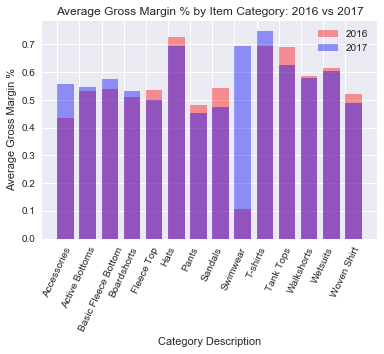 Average Gross Margin % by Item Category: 2016 vs 2017
2016
2017
0.7
0.6
0.5
0.4
0.3
0.2
0.1
0.0
Average Gross Margin %
Accessories
Active Bottoms
Basic Fleece Bottom
Boardshorts
Fleece Top
Hats
Pants
Sandals
Swimwear
T-shirts
Tank Tops
Walkshorts
Wetsuits
Woven Shirt
Category Description